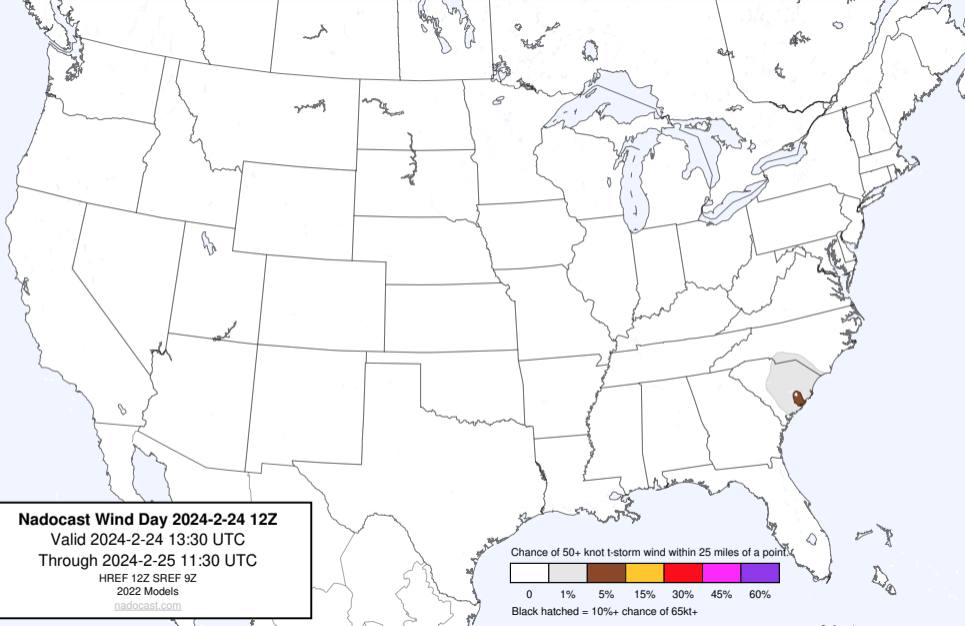 Nadocast Wind Day 2024-2-24 12Z
Valid 2024-2-24 13:30 UTC
Through 2024-2-25 11:30 UTC
HREF 12Z SREF 9Z
2022 Models
nadocast.com
Chance of 50+ knot t-storm wind within 25 miles of a point.
0 1% 5% 15% 30% 45% 60%
Black hatched = 10%+ chance of 65kt+